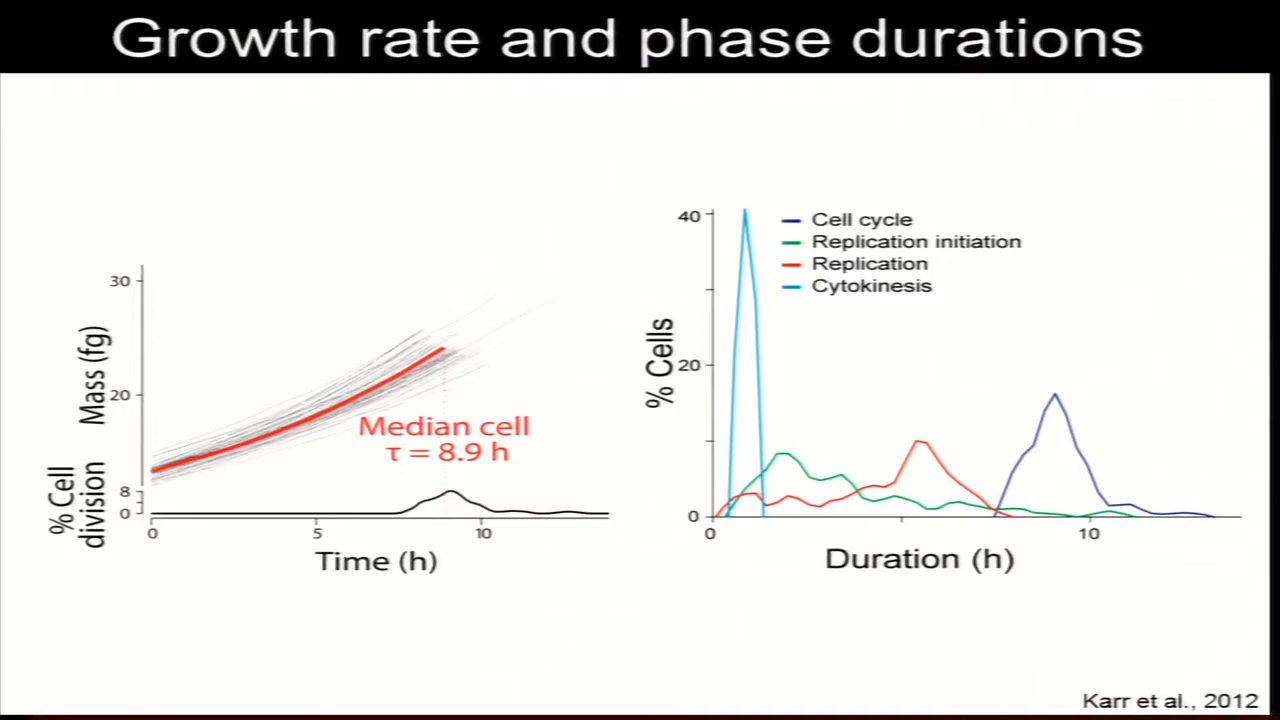 Growth rate and phase durations
30
20
Mass (fg)
Median cell
τ = 8.9 h
% Cell
division
8
0
0
5
10
Time (h)
40
20
0
% Cells
Cell cycle
Replication initiation
Replication
Cytokinesis
0
10
Duration (h)
Karr et al., 2012